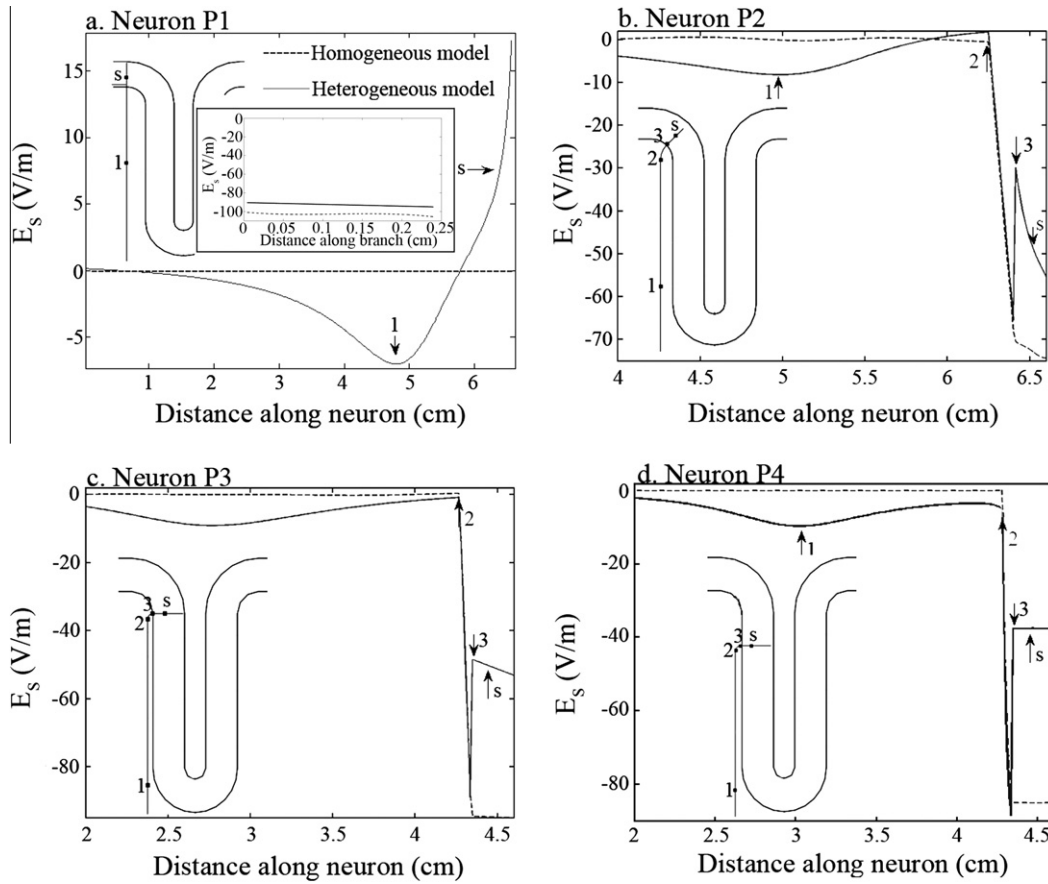 a. Neuron P1
Homogeneous model
Heterogeneous model
15
10
5
0
-5
E_s (V/m)
1 2 3 4 5 6
Distance along neuron (cm)
s
1
s
1
0
-20
-40
-60
-80
-100
E_s (V/m)
0 0.05 0.1 0.15 0.2 0.25
Distance along branch (cm)
b. Neuron P2
0
-10
-20
-30
-40
-50
-60
-70
E_s (V/m)
4 4.5 5 5.5 6 6.5
Distance along neuron (cm)
1
2
3
s
3 s
2
1
c. Neuron P3
0
-20
-40
-60
-80
E_s (V/m)
2 2.5 3 3.5 4 4.5
Distance along neuron (cm)
2
3
s
3 s
2
1
d. Neuron P4
0
-20
-40
-60
-80
E_s (V/m)
2 2.5 3 3.5 4 4.5
Distance along neuron (cm)
1
2
3
s
2 3 s
1